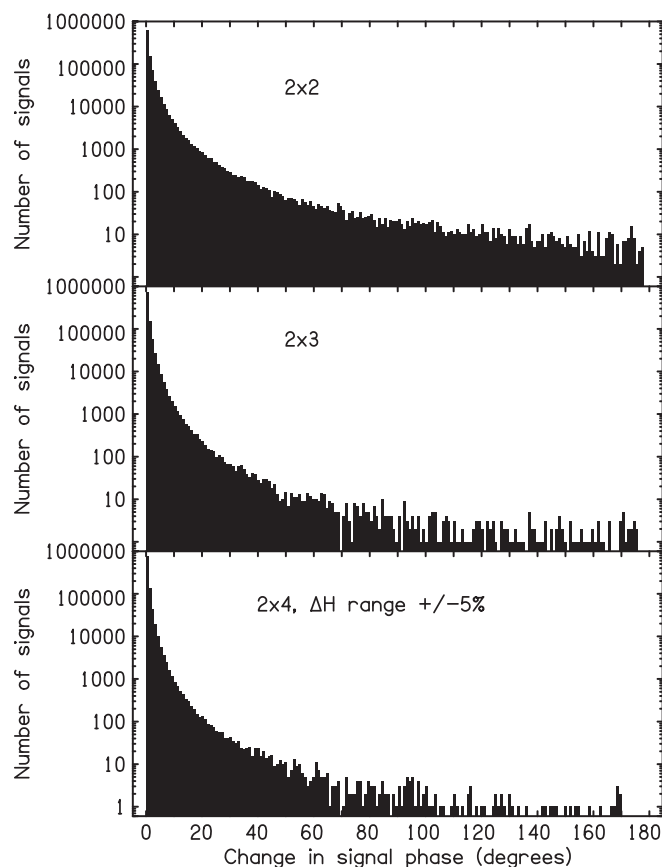 1000000
100000
10000
1000
100
10
Number of signals
2x2
1000000
100000
10000
1000
100
10
Number of signals
2x3
1000000
100000
10000
1000
100
10
1
Number of signals
2x4, ΔH range +/-5%
0 20 40 60 80 100 120 140 160 180
Change in signal phase (degrees)